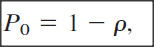 P₀ = 1 − ρ,